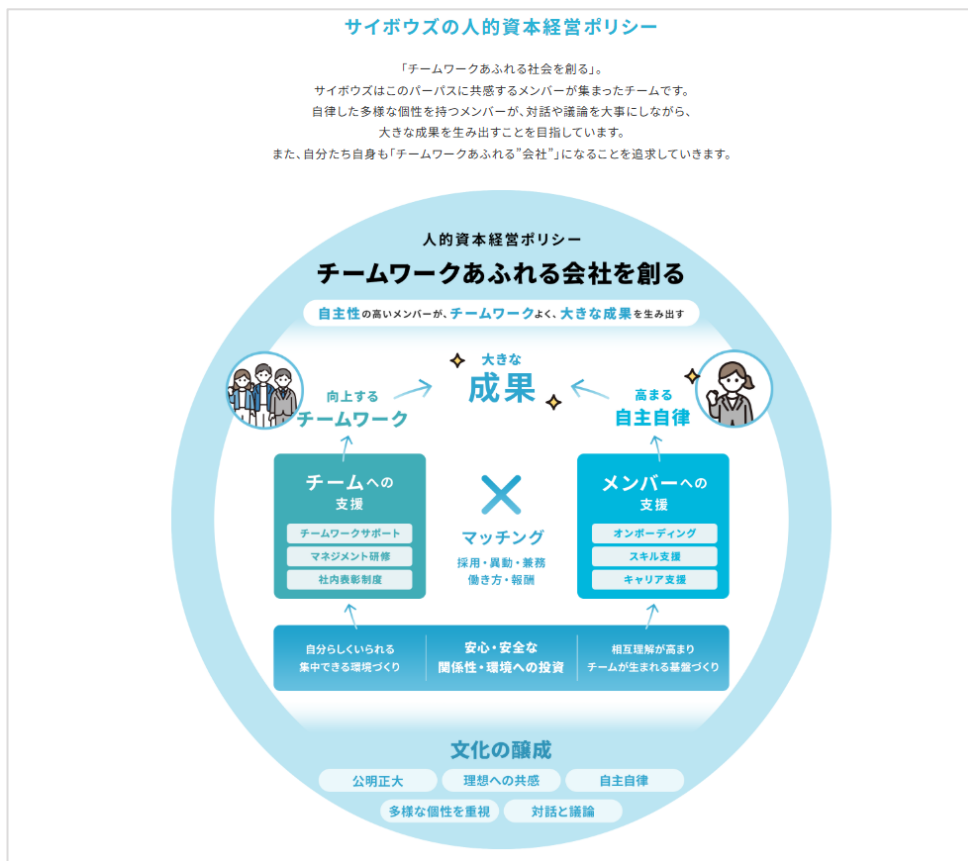 サイボウズの人的資本経営ポリシー
「チームワークあふれる社会を創る」。
サイボウズはこのパーパスに共感するメンバーが集まったチームです。
自律した多様な個性を持つメンバーが、対話や議論を大事にしながら、
大きな成果を生み出すことを目指しています。
また、自分たち自身も「チームワークあふれる”会社”」になることを追求していきます。
人的資本経営ポリシー
チームワークあふれる会社を創る
自主性の高いメンバーが、チームワークよく、大きな成果を生み出す
大きな
成果
向上する
チームワーク
高まる
自主自律
チームへの
支援
チームワークサポート
マネジメント研修
社内表彰制度
マッチング
採用・異動・兼務
働き方・報酬
メンバーへの
支援
オンボーディング
スキル支援
キャリア支援
自分らしくいられる
集中できる環境づくり
安心・安全な
関係性・環境への投資
相互理解が高まり
チームが生まれる基盤づくり
文化の醸成
公明正大
理想への共感
自主自律
多様な個性を重視
対話と議論